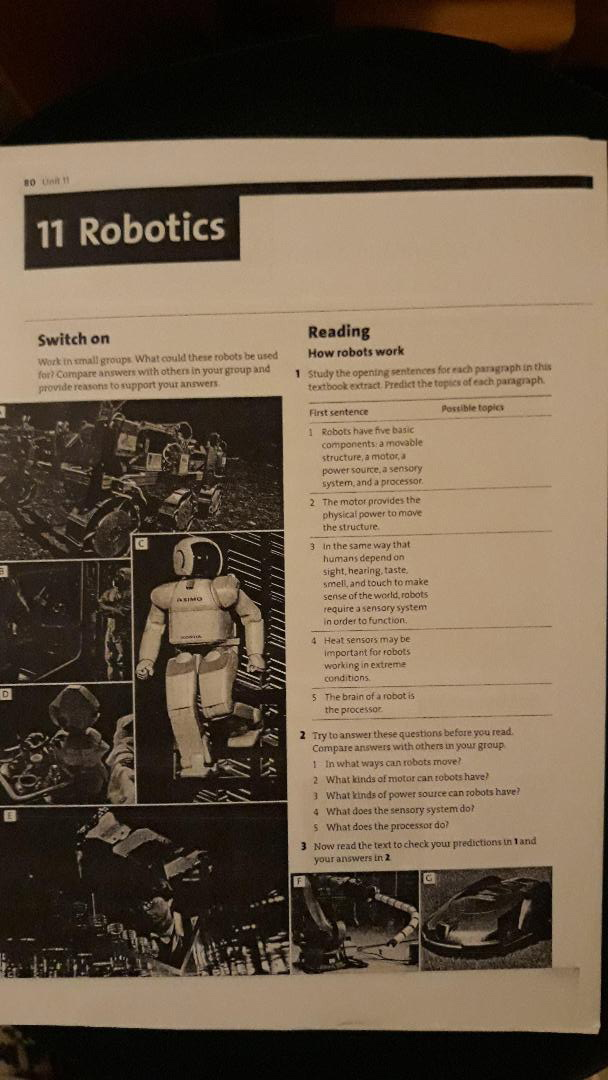 80 Unit 11
11 Robotics
Switch on
Work in small groups. What could these robots be used
for? Compare answers with others in your group and
provide reasons to support your answers.
B
C
ASIMO
HONDA
D
E
Reading
How robots work
1 Study the opening sentences for each paragraph in this
textbook extract. Predict the topics of each paragraph.
First sentence Possible topics
1 Robots have five basic
components: a movable
structure, a motor, a
power source, a sensory
system, and a processor.
2 The motor provides the
physical power to move
the structure.
3 In the same way that
humans depend on
sight, hearing, taste,
smell, and touch to make
sense of the world, robots
require a sensory system
in order to function.
4 Heat sensors may be
important for robots
working in extreme
conditions.
5 The brain of a robot is
the processor.
2 Try to answer these questions before you read.
Compare answers with others in your group.
1 In what ways can robots move?
2 What kinds of motor can robots have?
3 What kinds of power source can robots have?
4 What does the sensory system do?
5 What does the processor do?
3 Now read the text to check your predictions in 1 and
your answers in 2.
F
G